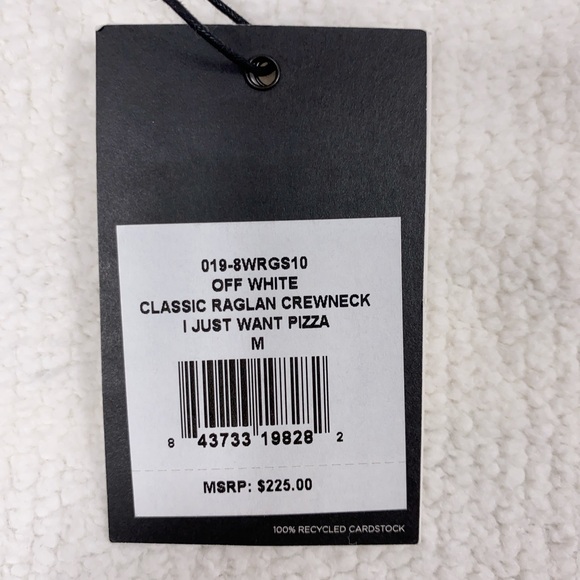 019-8WRGS10
OFF WHITE
CLASSIC RAGLAN CREWNECK
I JUST WANT PIZZA
M
8 43733 19828 2
MSRP: $225.00
100% RECYCLED CARDSTOCK